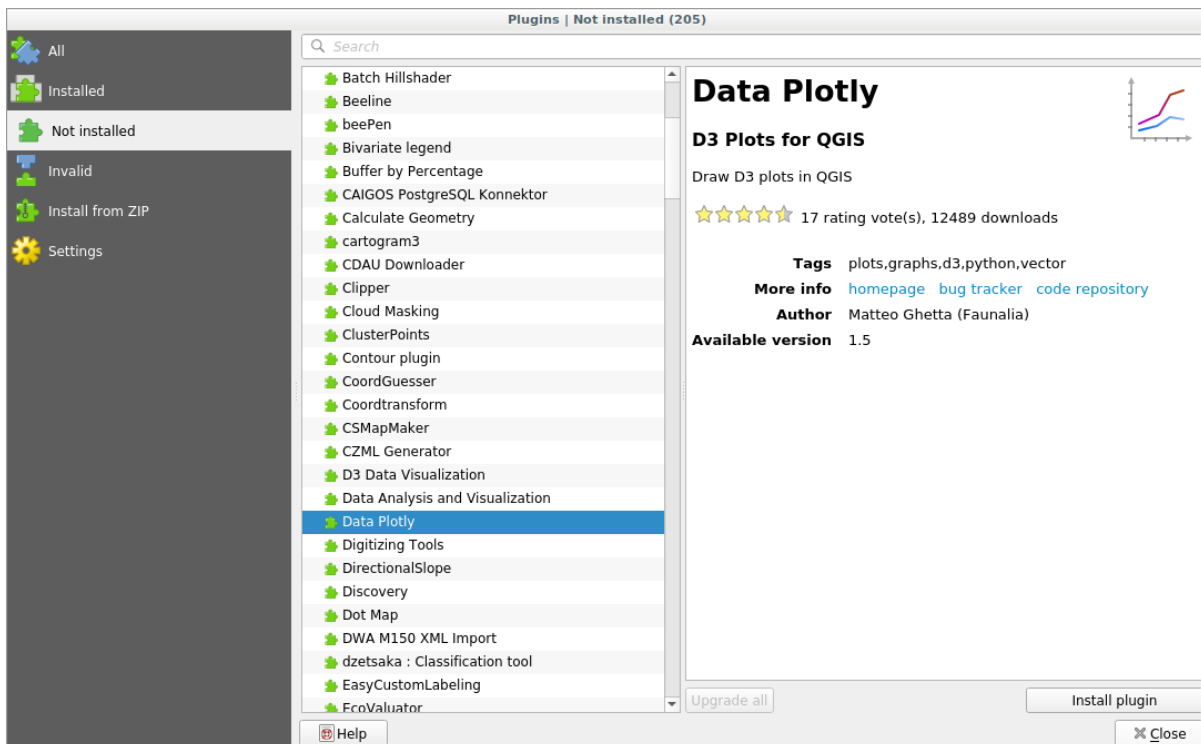 Plugins | Not installed (205)
All
Installed
Not installed
Invalid
Install from ZIP
Settings
Search
Batch Hillshader
Beeline
beePen
Bivariate legend
Buffer by Percentage
CAIGOS PostgreSQL Konnektor
Calculate Geometry
cartogram3
CDAU Downloader
Clipper
Cloud Masking
ClusterPoints
Contour plugin
CoordGuesser
Coordtransform
CSMapMaker
CZML Generator
D3 Data Visualization
Data Analysis and Visualization
Data Plotly
Digitizing Tools
DirectionalSlope
Discovery
Dot Map
DWA M150 XML Import
dzetsaka : Classification tool
EasyCustomLabeling
EcoValuator
Data Plotly
D3 Plots for QGIS
Draw D3 plots in QGIS
17 rating vote(s), 12489 downloads
Tags plots,graphs,d3,python,vector
More info homepage bug tracker code repository
Author Matteo Ghetta (Faunalia)
Available version 1.5
Upgrade all
Install plugin
Help
Close